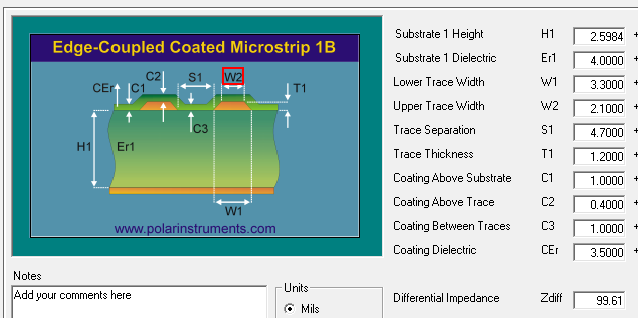 Edge-Coupled Coated Microstrip 1B
C2
S1
W2
CEr
C1
T1
C3
H1
Er1
W1
www.polarinstruments.com
Substrate 1 Height H1 2.5984 +
Substrate 1 Dielectric Er1 4.0000 +
Lower Trace Width W1 3.3000 +
Upper Trace Width W2 2.1000 +
Trace Separation S1 4.7000 +
Trace Thickness T1 1.2000 +
Coating Above Substrate C1 1.0000 +
Coating Above Trace C2 0.4000 +
Coating Between Traces C3 1.0000 +
Coating Dielectric CEr 3.5000 +
Notes
Add your comments here
Units
Mils
Differential Impedance Zdiff 99.61